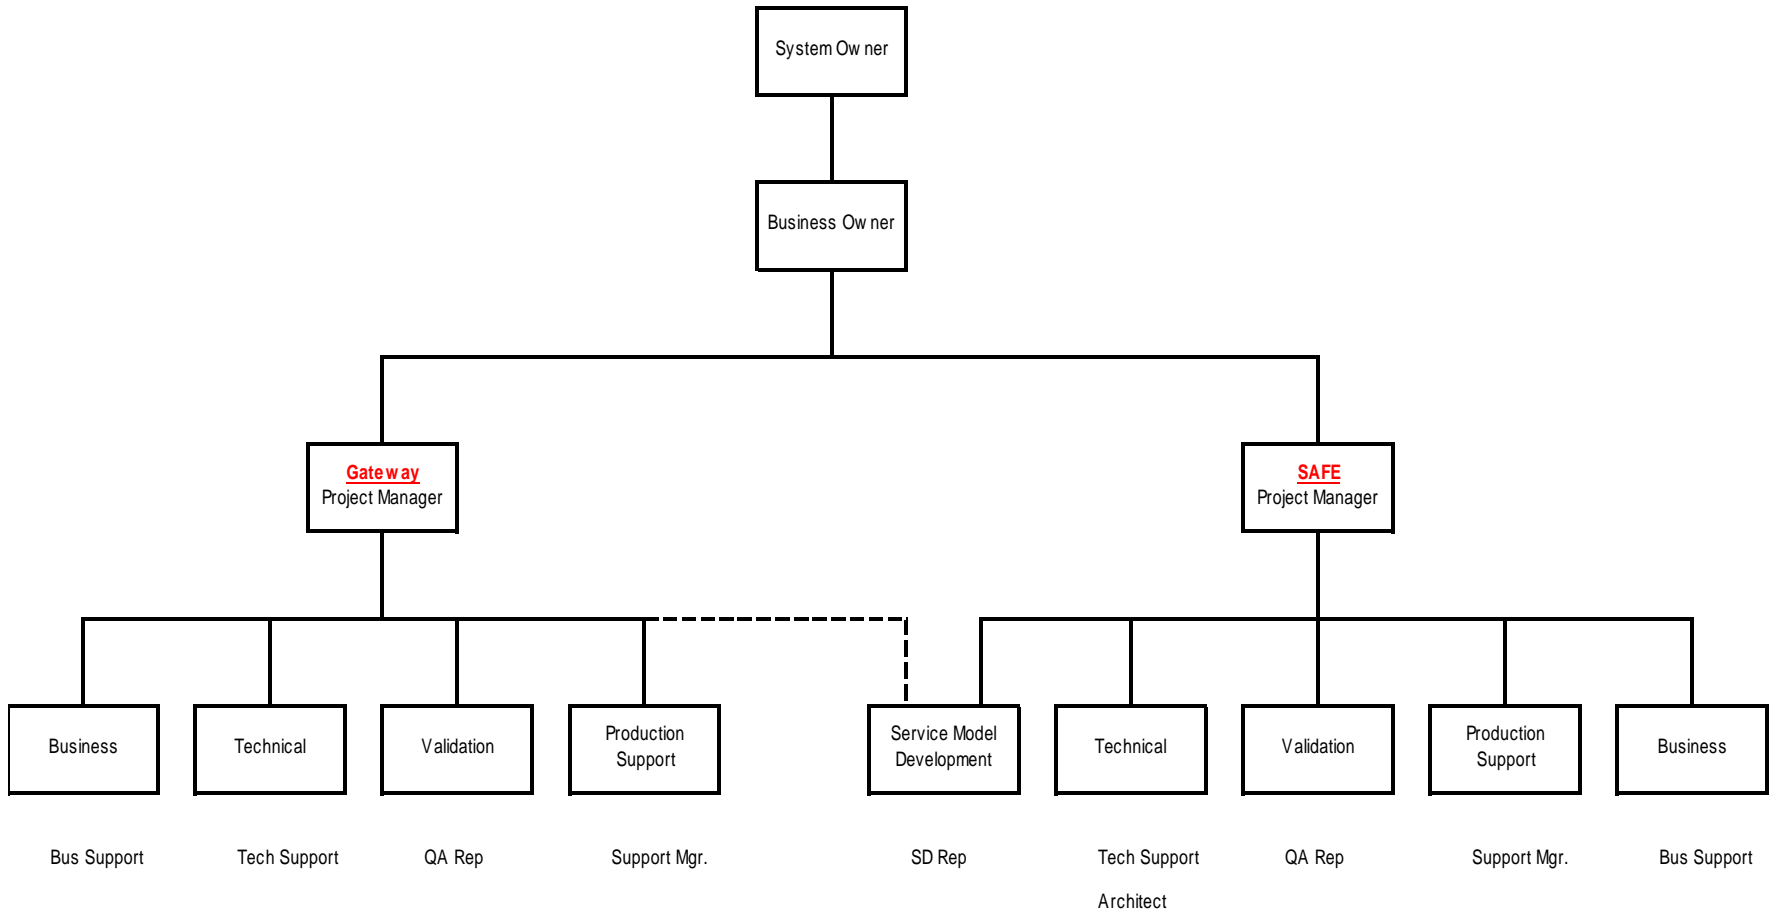 System Owner
Business Owner
Gateway
Project Manager
SAFE
Project Manager
Business
Technical
Validation
Production
Support
Service Model
Development
Technical
Validation
Production
Support
Business
Bus Support
Tech Support
QA Rep
Support Mgr.
SD Rep
Tech Support
QA Rep
Support Mgr.
Bus Support
Architect